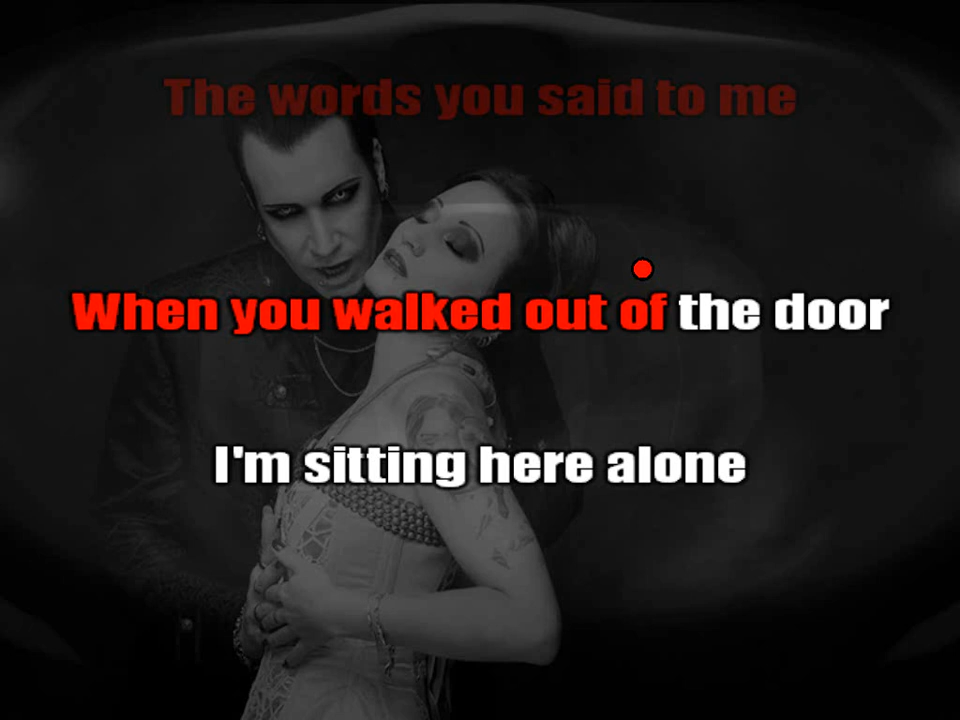 The words you said to me
When you walked out of the door
I'm sitting here alone